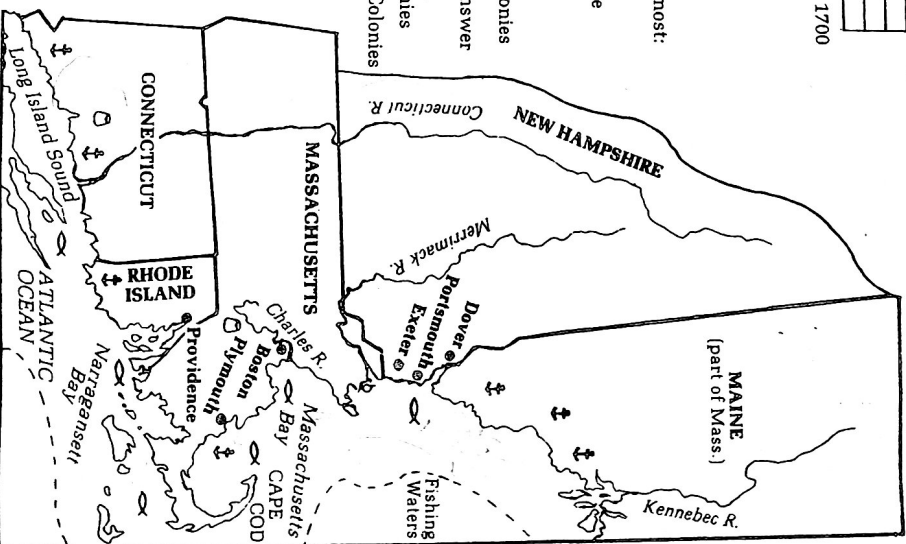 1700
most:
e
onies
nswer
nies
Colonies
NEW HAMPSHIRE
Connecticut R.
Merrimack R.
MAINE
(part of Mass.)
Kennebec R.
Dover
Portsmouth
Exeter
Fishing
Waters
MASSACHUSETTS
Charles R.
Boston
Plymouth
Massachusetts
Bay
CAPE
COD
CONNECTICUT
RHODE
ISLAND
Providence
Narragansett
Bay
Long Island Sound
ATLANTIC
OCEAN